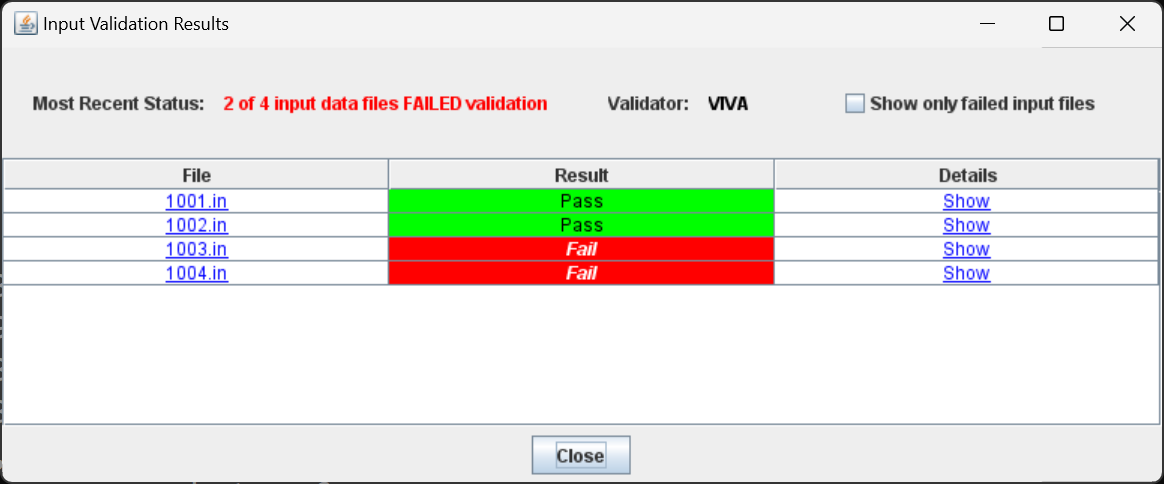 Input Validation Results
Most Recent Status: 2 of 4 input data files FAILED validation Validator: VIVA Show only failed input files
File Result Details
1001.in Pass Show
1002.in Pass Show
1003.in Fail Show
1004.in Fail Show
Close